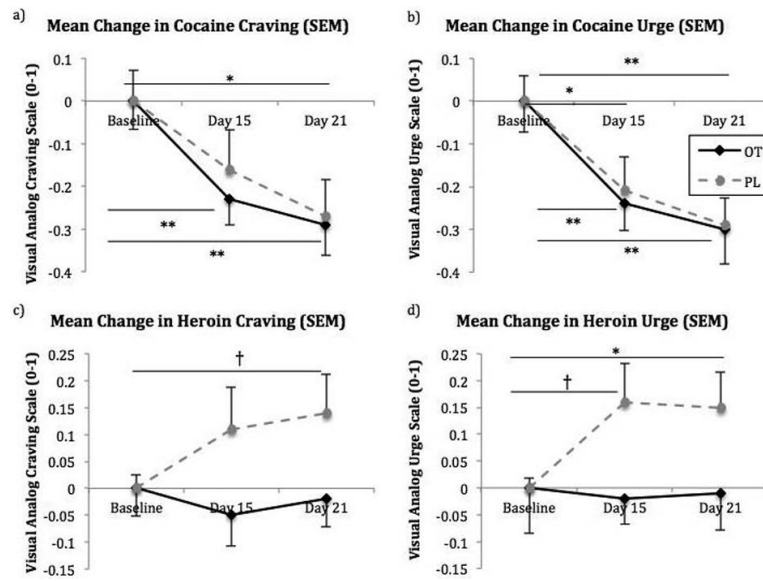 a)
Mean Change in Cocaine Craving (SEM)
Visual Analog Craving Scale (0-1)
0.1
0
-0.1
-0.2
-0.3
-0.4
*
Baseline Day 15 Day 21
**
**
b)
Mean Change in Cocaine Urge (SEM)
Visual Analog Urge Scale (0-1)
0.1
0
-0.1
-0.2
-0.3
-0.4
**
*
Baseline Day 15 Day 21
**
**
OT
PL
c)
Mean Change in Heroin Craving (SEM)
Visual Analog Craving Scale (0-1)
0.25
0.2
0.15
0.1
0.05
0
-0.05
-0.1
-0.15
†
Baseline Day 15 Day 21
d)
Mean Change in Heroin Urge (SEM)
Visual Analog Urge Scale (0-1)
0.25
0.2
0.15
0.1
0.05
0
-0.05
-0.1
-0.15
*
†
Baseline Day 15 Day 21